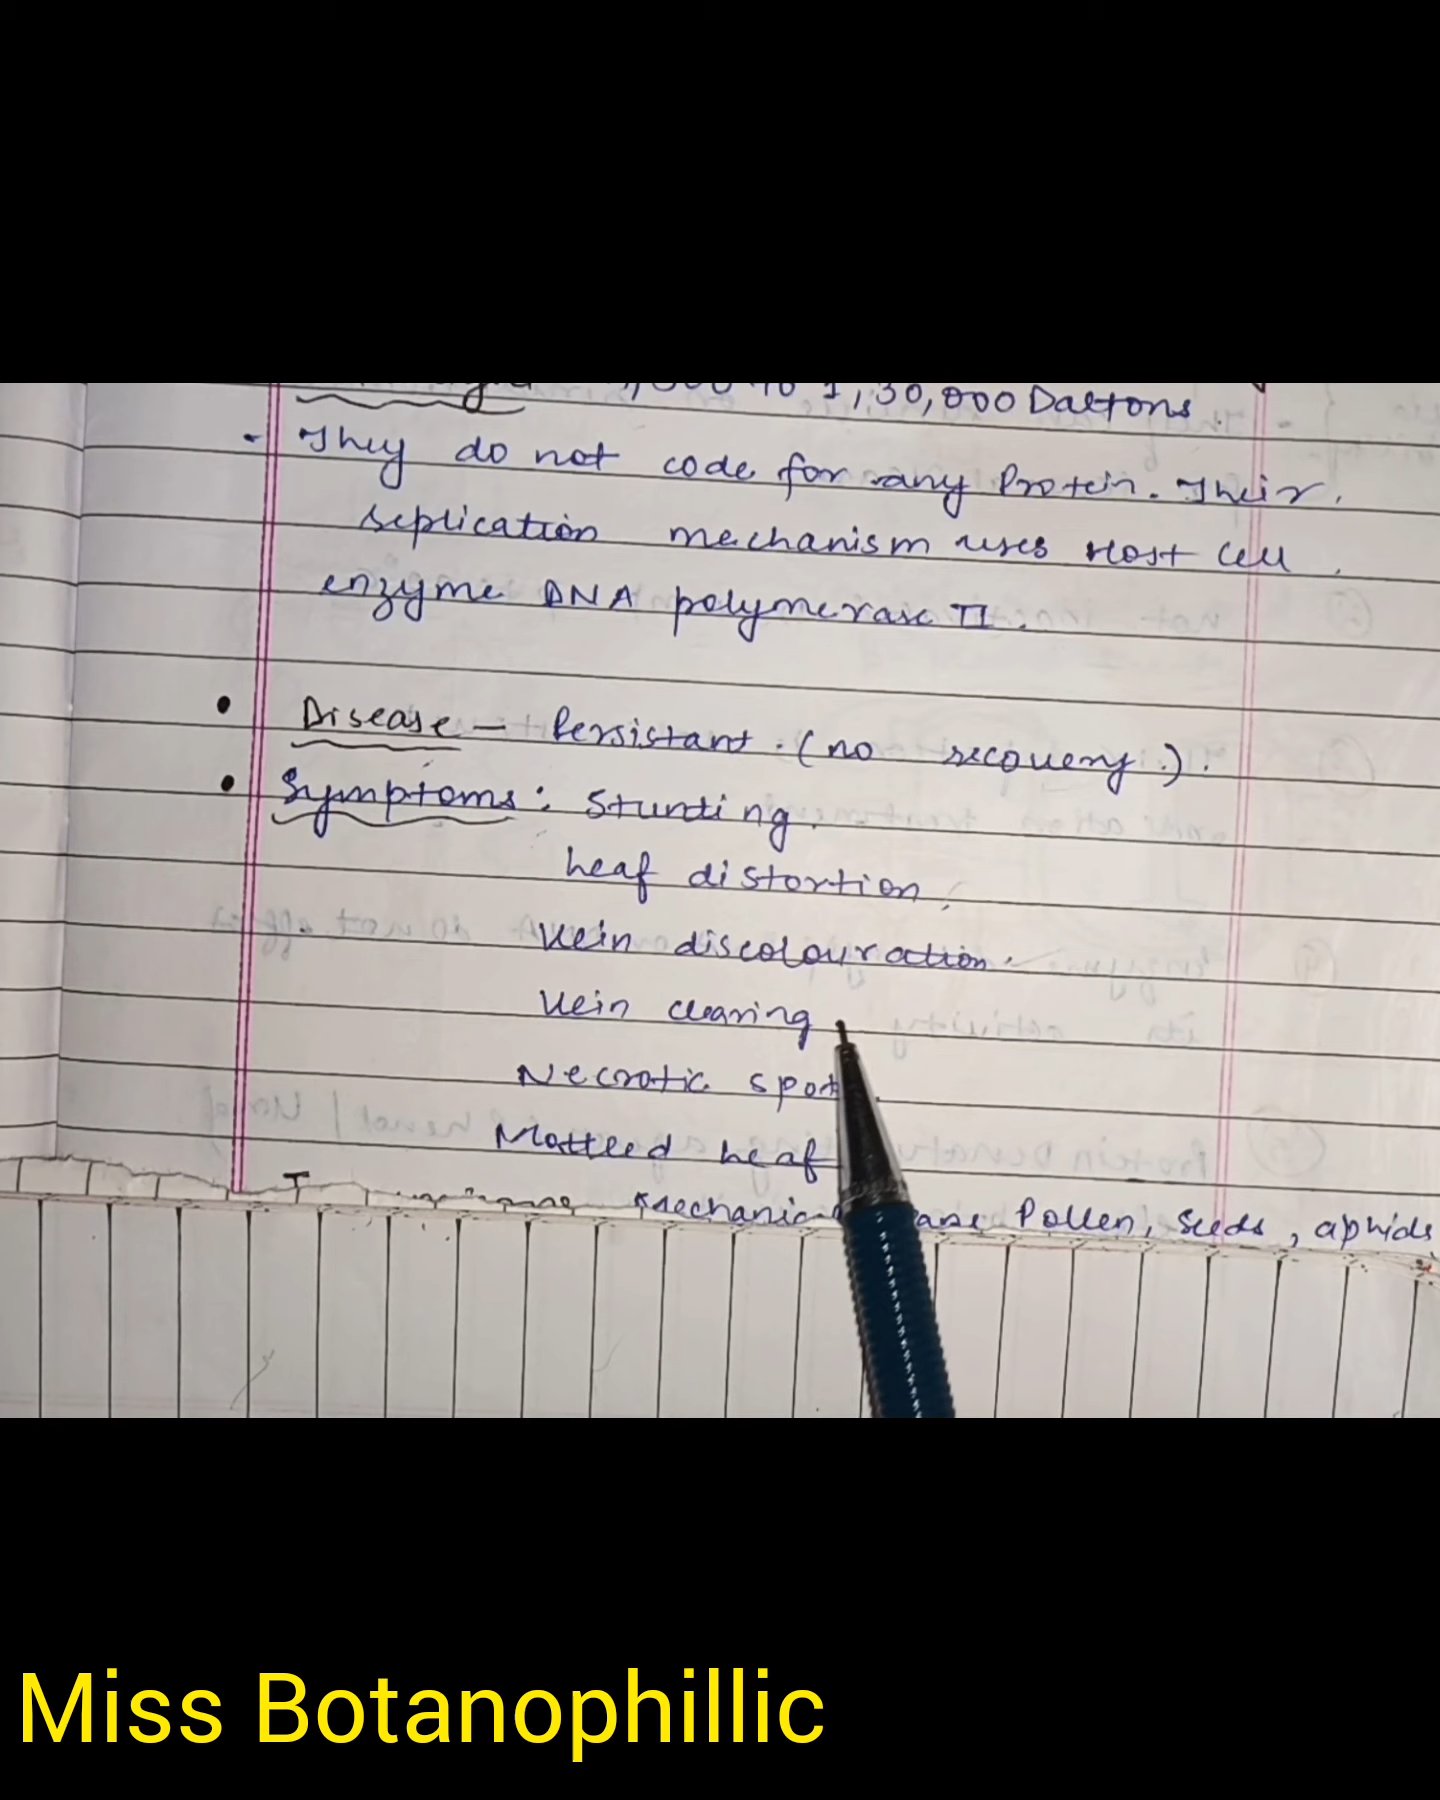 to 1,30,000 Daltons.
- They do not code for any Protein. Their
replication mechanism uses Host cell
enzyme DNA polymerase II.
• Disease - Persistant. (no recovery).
• Symptoms: Stunting.
Leaf distortion.
Vein discolouration.
Vein clearing
Necrotic spot
Mottled Leaf
Pollen, seeds, aphids
Miss Botanophillic